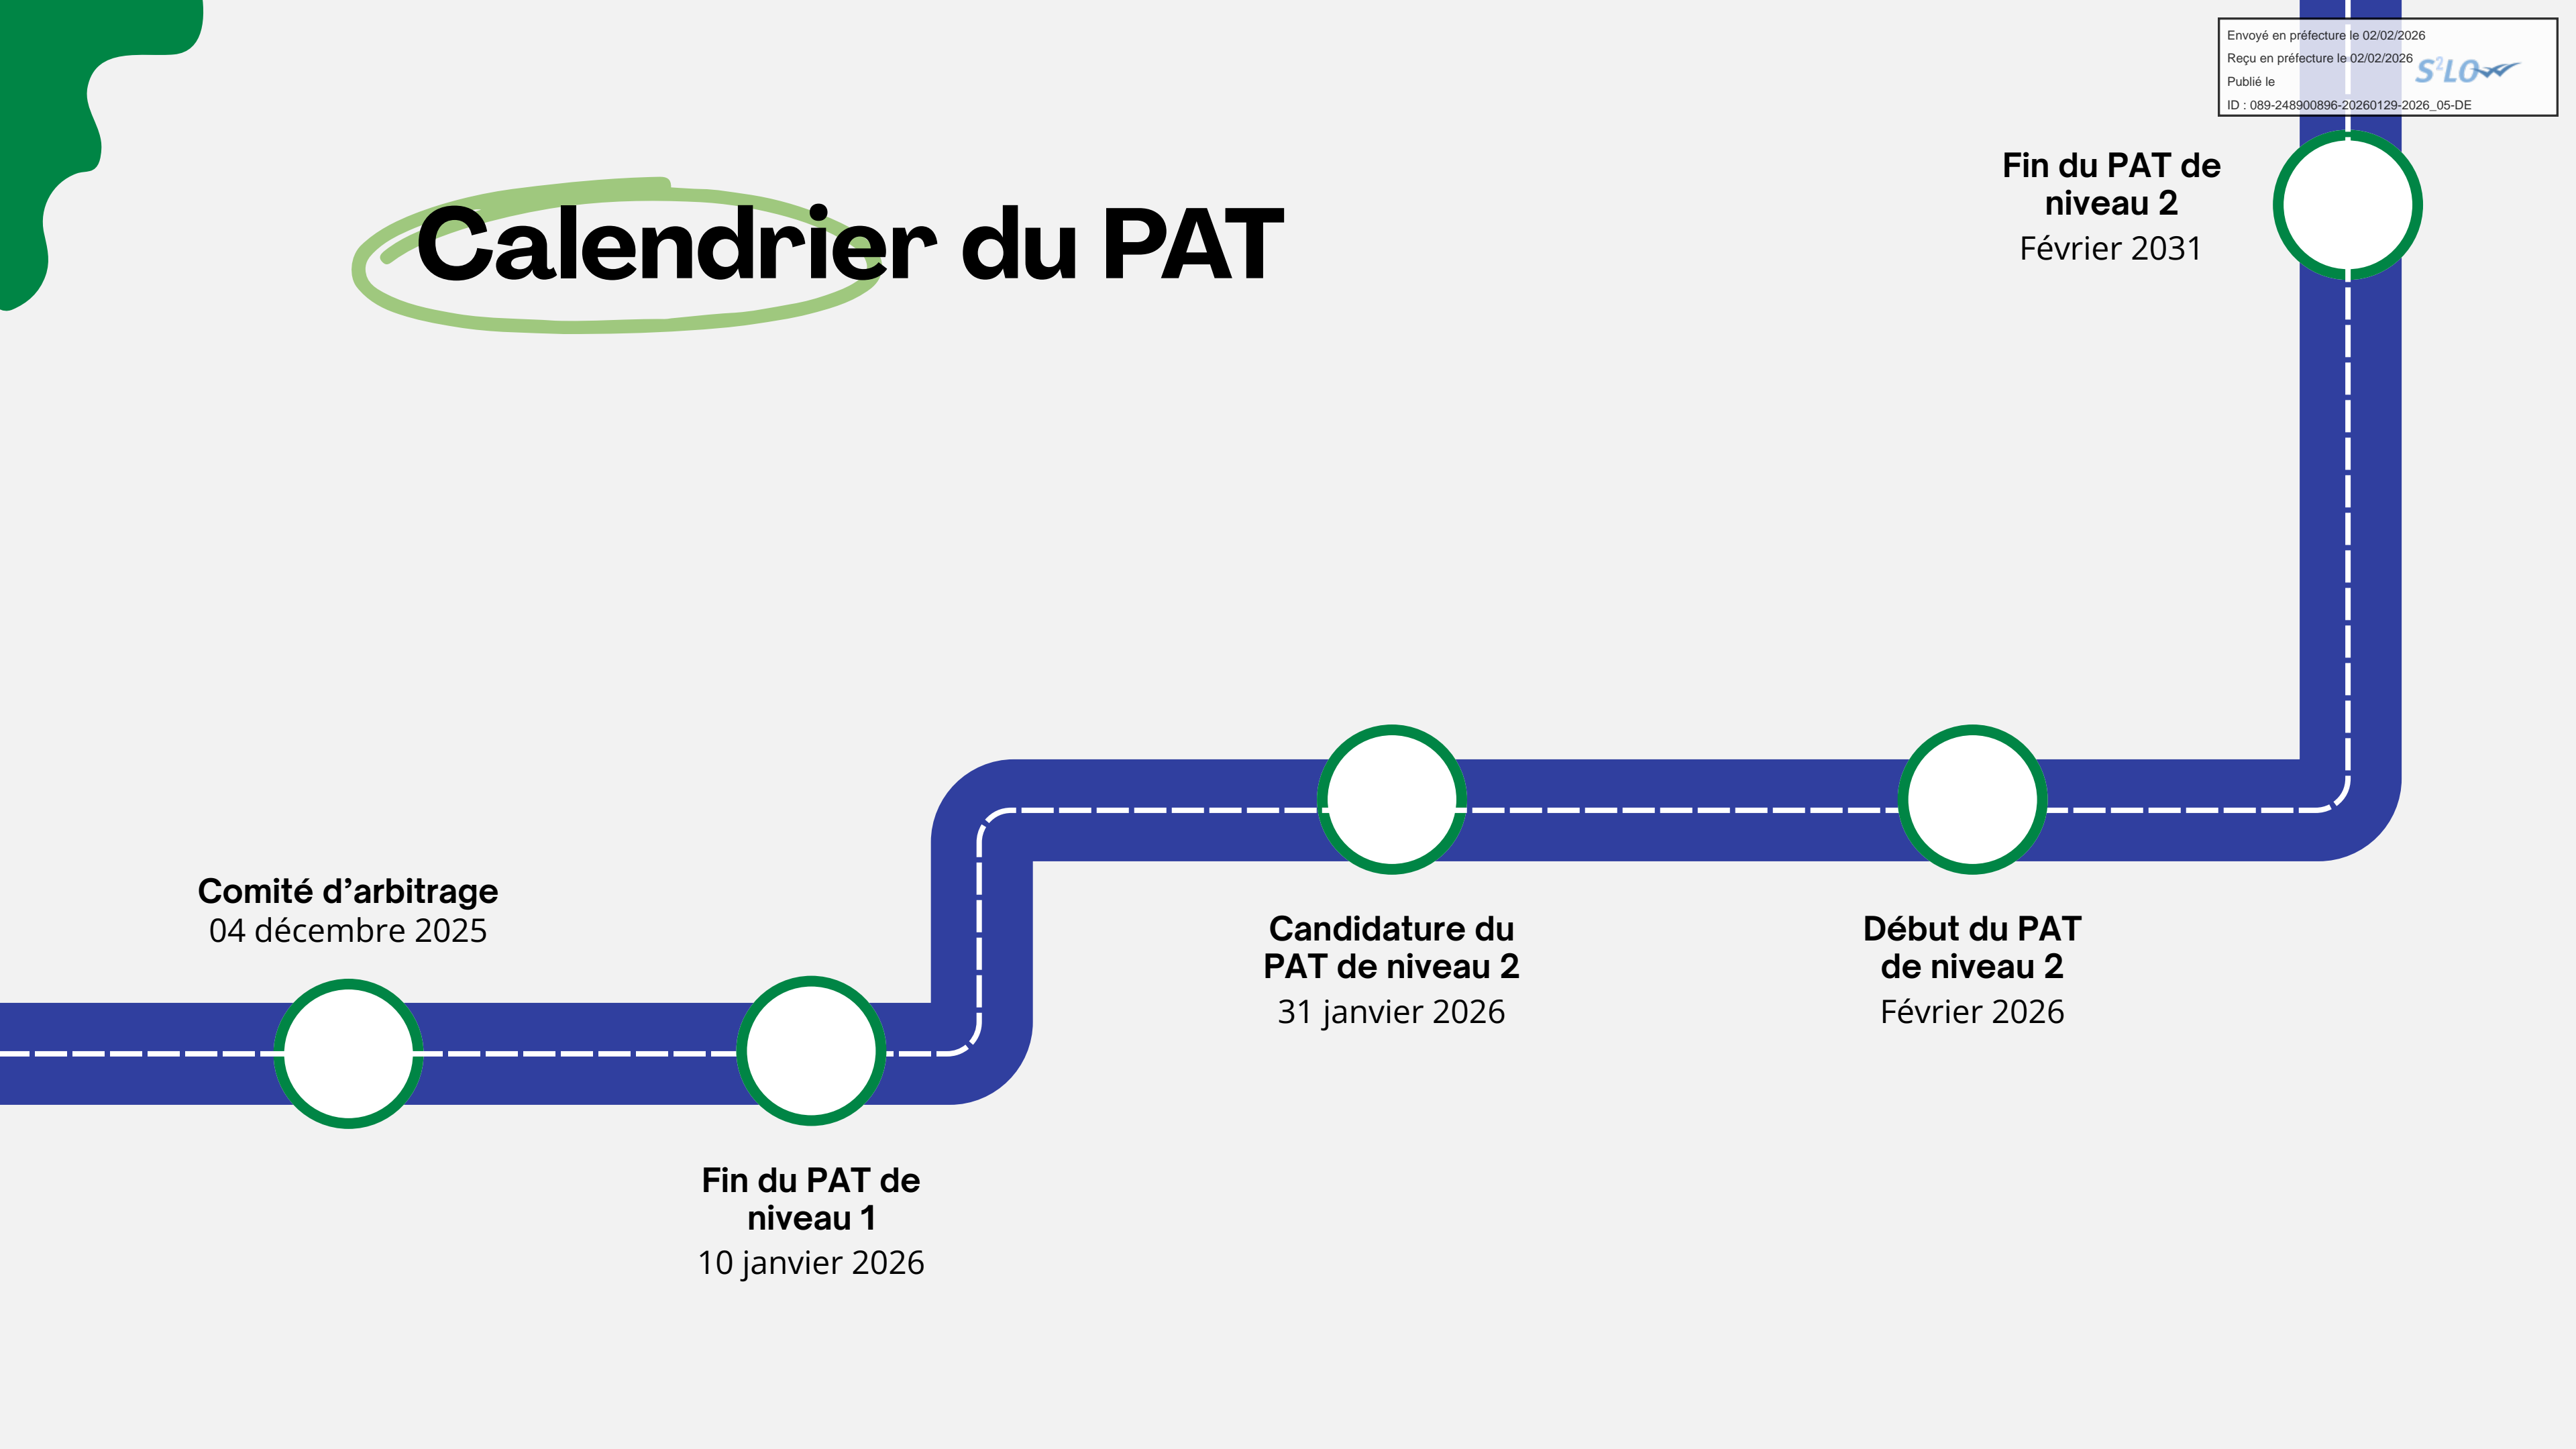 Envoyé en préfecture le 02/02/2026
Reçu en préfecture le 02/02/2026
Publié le
S²LO
ID : 089-248900896-20260129-2026_05-DE
Calendrier du PAT
Fin du PAT de
niveau 2
Février 2031
Comité d’arbitrage
04 décembre 2025
Fin du PAT de
niveau 1
10 janvier 2026
Candidature du
PAT de niveau 2
31 janvier 2026
Début du PAT
de niveau 2
Février 2026